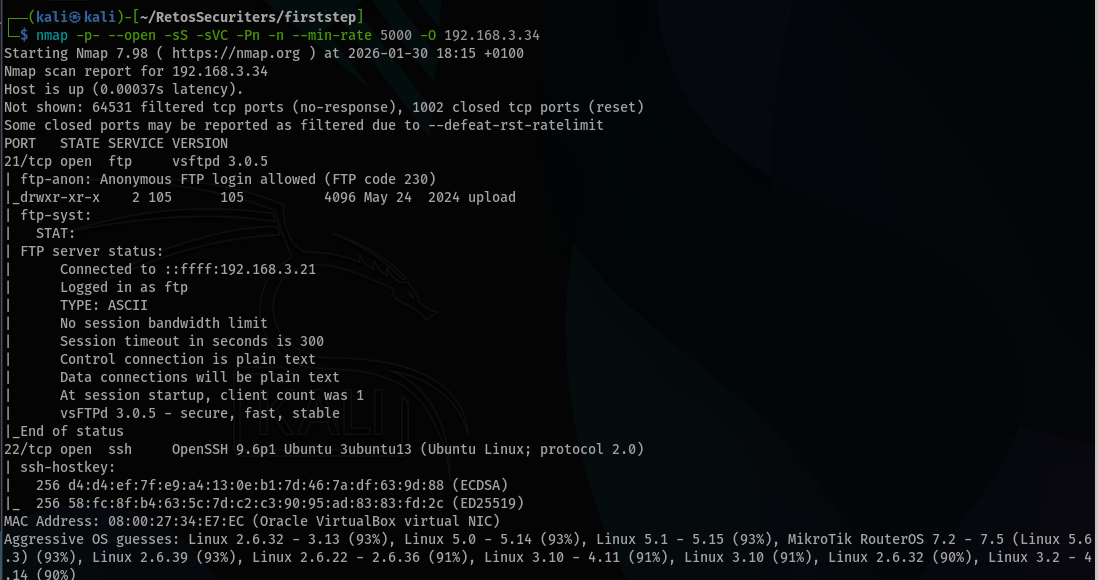 ┌──(kali㉿kali)-[~/RetosSecuriters/firststep]
└─$ nmap -p- --open -sS -sVC -Pn -n --min-rate 5000 -O 192.168.3.34
Starting Nmap 7.98 ( https://nmap.org ) at 2026-01-30 18:15 +0100
Nmap scan report for 192.168.3.34
Host is up (0.00037s latency).
Not shown: 64531 filtered tcp ports (no-response), 1002 closed tcp ports (reset)
Some closed ports may be reported as filtered due to --defeat-rst-ratelimit
PORT   STATE SERVICE VERSION
21/tcp open  ftp     vsftpd 3.0.5
| ftp-anon: Anonymous FTP login allowed (FTP code 230)
|_drwxr-xr-x    2 105      105          4096 May 24  2024 upload
| ftp-syst:
|   STAT:
| FTP server status:
|      Connected to ::ffff:192.168.3.21
|      Logged in as ftp
|      TYPE: ASCII
|      No session bandwidth limit
|      Session timeout in seconds is 300
|      Control connection is plain text
|      Data connections will be plain text
|      At session startup, client count was 1
|      vsFTPd 3.0.5 - secure, fast, stable
|_End of status
22/tcp open  ssh     OpenSSH 9.6p1 Ubuntu 3ubuntu13 (Ubuntu Linux; protocol 2.0)
| ssh-hostkey:
|   256 d4:d4:ef:7f:e9:a4:13:0e:b1:7d:46:7a:df:63:9d:88 (ECDSA)
|_  256 58:fc:8f:b4:63:5c:7d:c2:c3:90:95:ad:83:83:fd:2c (ED25519)
MAC Address: 08:00:27:34:E7:EC (Oracle VirtualBox virtual NIC)
Aggressive OS guesses: Linux 2.6.32 - 3.13 (93%), Linux 5.0 - 5.14 (93%), Linux 5.1 - 5.15 (93%), MikroTik RouterOS 7.2 - 7.5 (Linux 5.6
.3) (93%), Linux 2.6.39 (93%), Linux 2.6.22 - 2.6.36 (91%), Linux 3.10 - 4.11 (91%), Linux 3.10 (91%), Linux 2.6.32 (90%), Linux 3.2 - 4
.14 (90%)
KALI